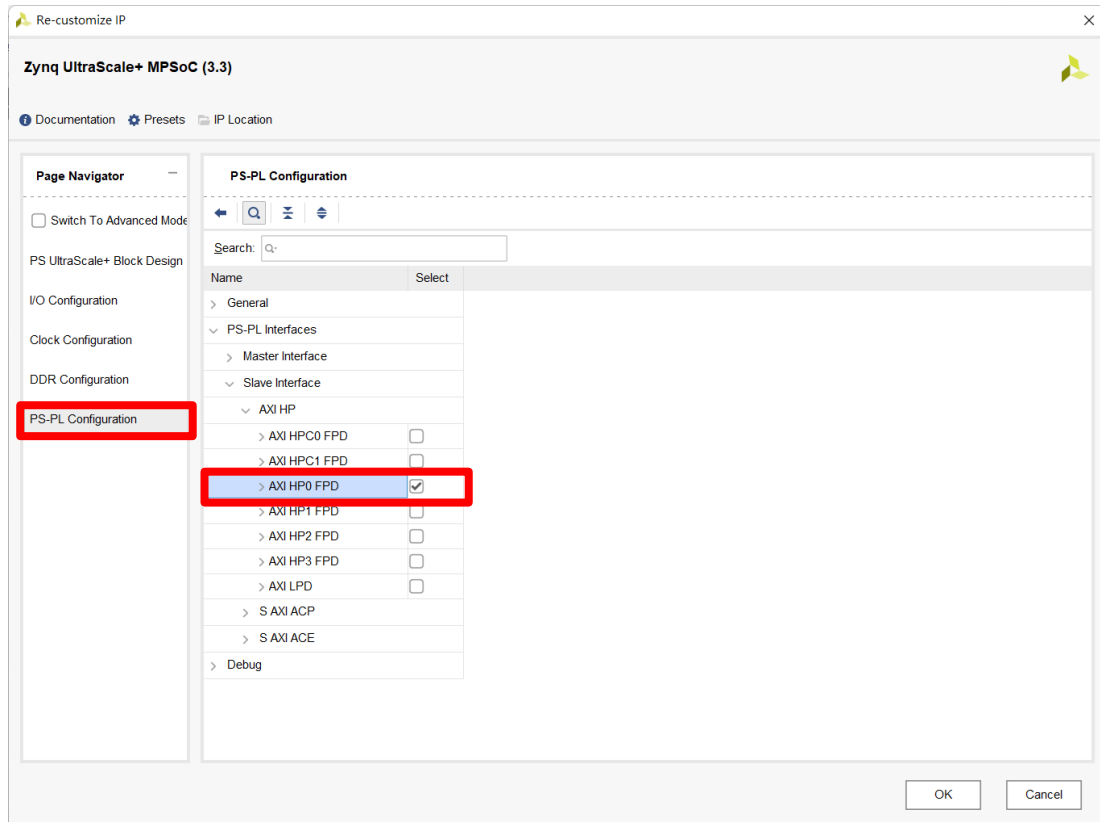 Re-customize IP
Zynq UltraScale+ MPSoC (3.3)
Documentation Presets IP Location
Page Navigator
Switch To Advanced Mode
PS UltraScale+ Block Design
I/O Configuration
Clock Configuration
DDR Configuration
PS-PL Configuration
PS-PL Configuration
Search:
Name Select
General
PS-PL Interfaces
Master Interface
Slave Interface
AXI HP
AXI HPC0 FPD
AXI HPC1 FPD
AXI HP0 FPD
AXI HP1 FPD
AXI HP2 FPD
AXI HP3 FPD
AXI LPD
S AXI ACP
S AXI ACE
Debug
OK Cancel